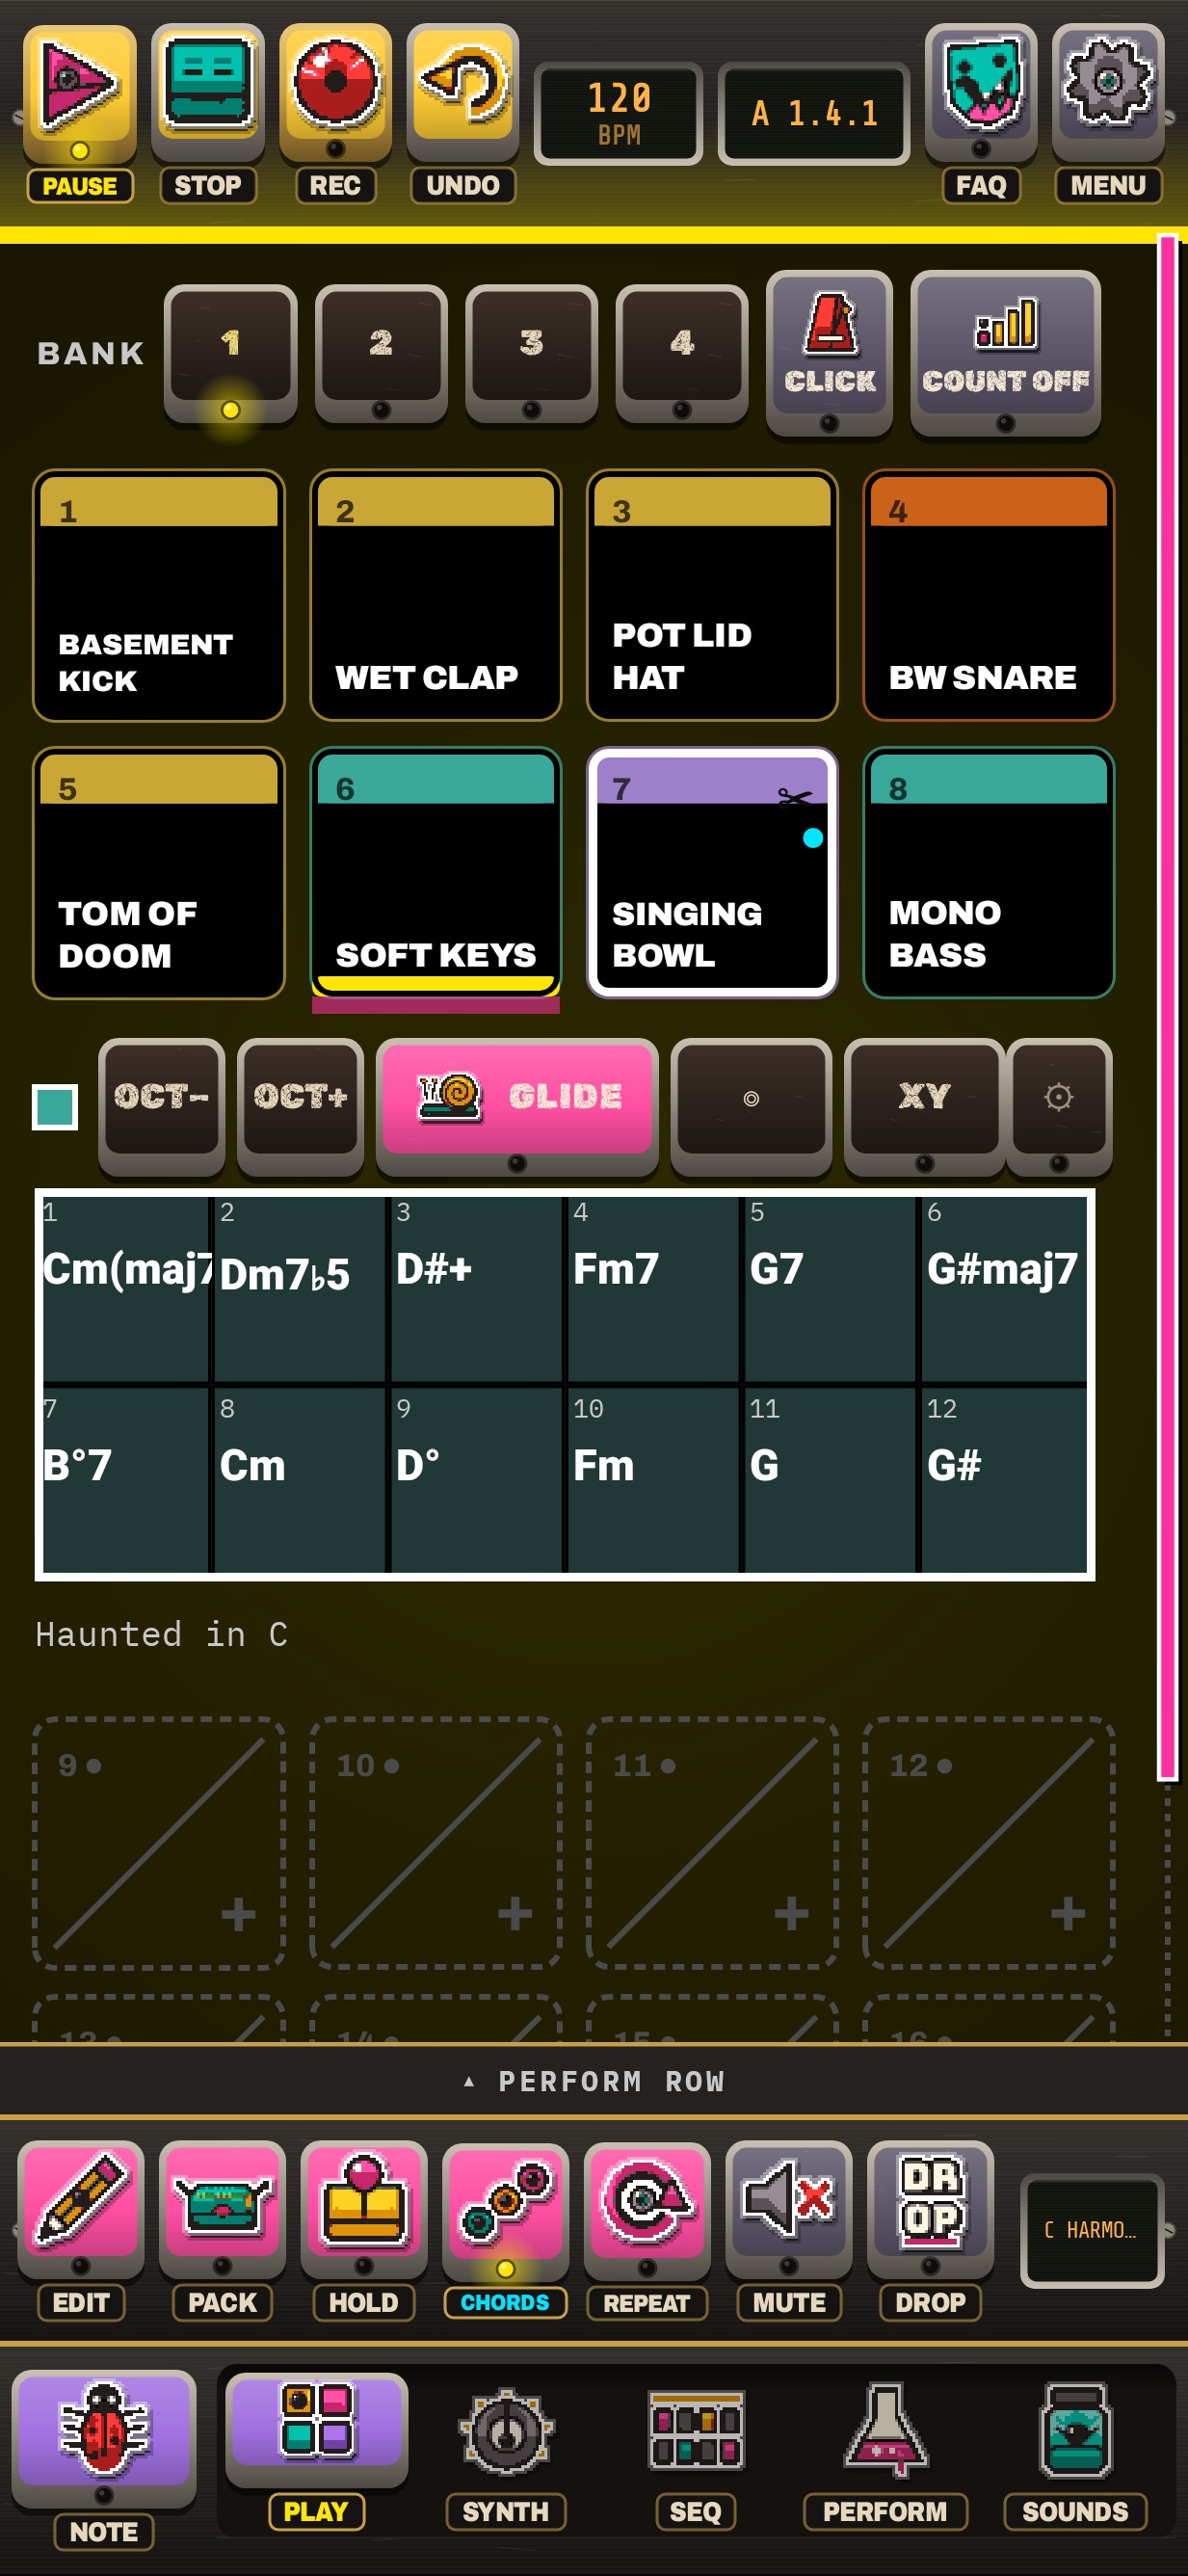 120
BPM
A 1.4.1
PAUSE
STOP
REC
UNDO
FAQ
MENU
BANK
1
2
3
4
CLICK
COUNT OFF
1
BASEMENT
KICK
2
WET CLAP
3
POT LID
HAT
4
BW SNARE
5
TOM OF
DOOM
6
SOFT KEYS
7
SINGING
BOWL
8
MONO
BASS
OCT-
OCT+
GLIDE
XY
1
Cm(maj7
2
Dm7♭5
3
D#+
4
Fm7
5
G7
6
G#maj7
7
B°7
8
Cm
9
D°
10
Fm
11
G
12
G#
Haunted in C
9
10
11
12
13
14
15
16
▲ PERFORM ROW
DR
OP
C HARMO…
EDIT
PACK
HOLD
CHORDS
REPEAT
MUTE
DROP
NOTE
PLAY
SYNTH
SEQ
PERFORM
SOUNDS